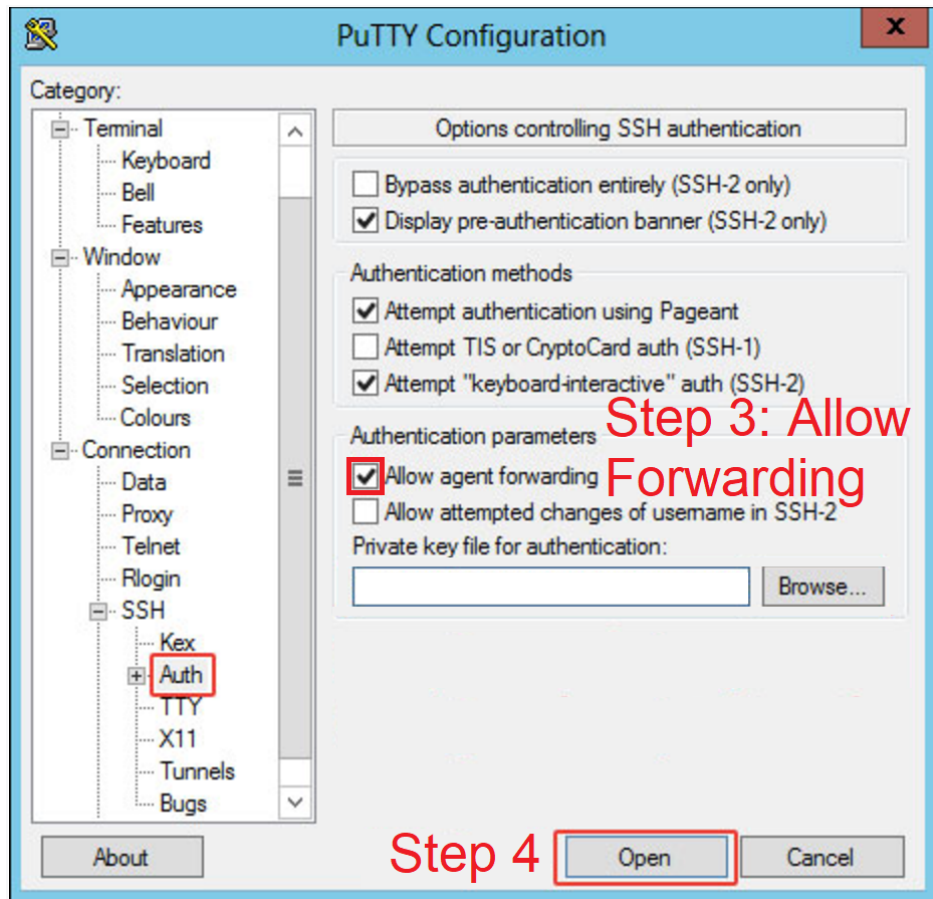 PuTTY Configuration
x
Category:
Terminal
Keyboard
Bell
Features
Window
Appearance
Behaviour
Translation
Selection
Colours
Connection
Data
Proxy
Telnet
Rlogin
SSH
Kex
Auth
TTY
X11
Tunnels
Bugs
Options controlling SSH authentication
Bypass authentication entirely (SSH-2 only)
Display pre-authentication banner (SSH-2 only)
Authentication methods
Attempt authentication using Pageant
Attempt TIS or CryptoCard auth (SSH-1)
Attempt "keyboard-interactive" auth (SSH-2)
Authentication parameters
Step 3: Allow
Forwarding
Allow agent forwarding
Allow attempted changes of username in SSH-2
Private key file for authentication:
Browse...
About
Step 4
Open
Cancel